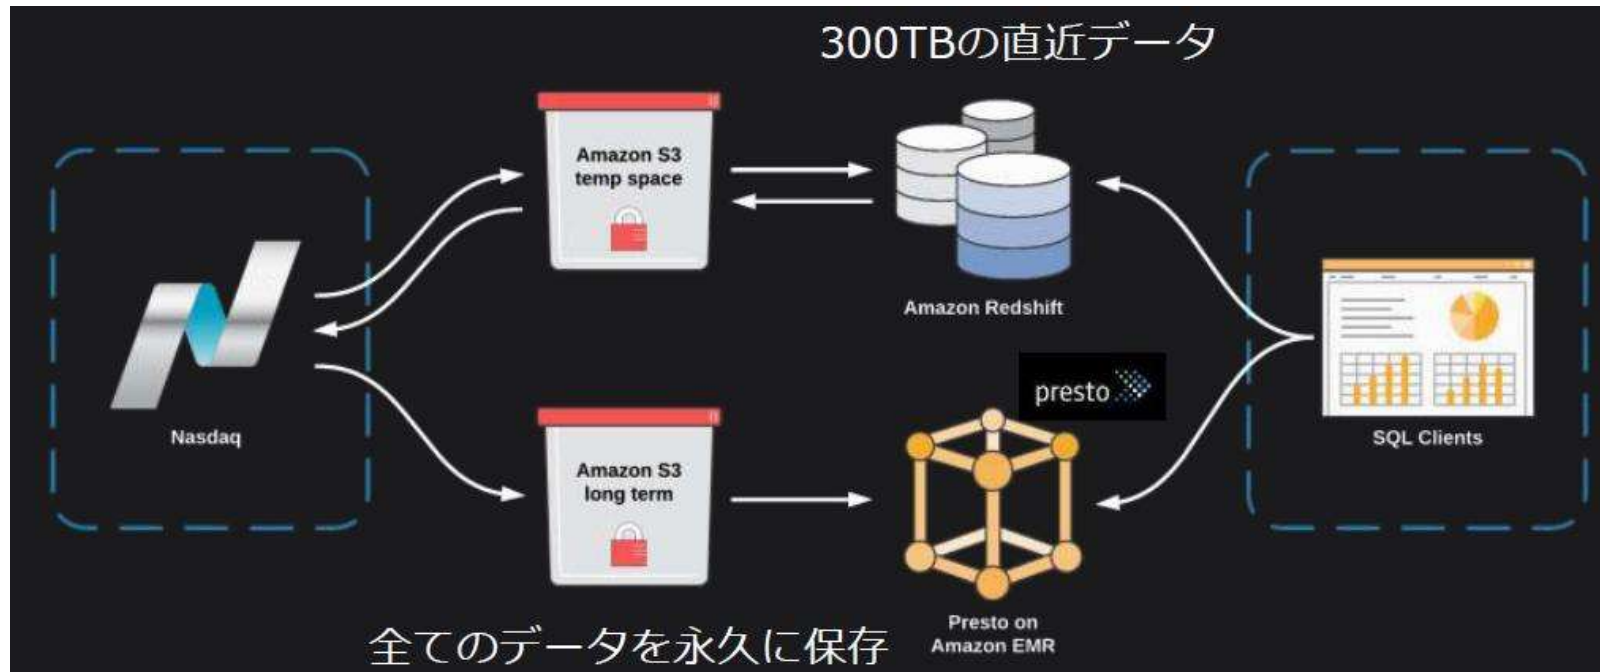 300TBの直近データ
Amazon S3
temp space
Amazon Redshift
presto
Nasdaq
SQL Clients
Amazon S3
long term
Presto on
Amazon EMR
全てのデータを永久に保存